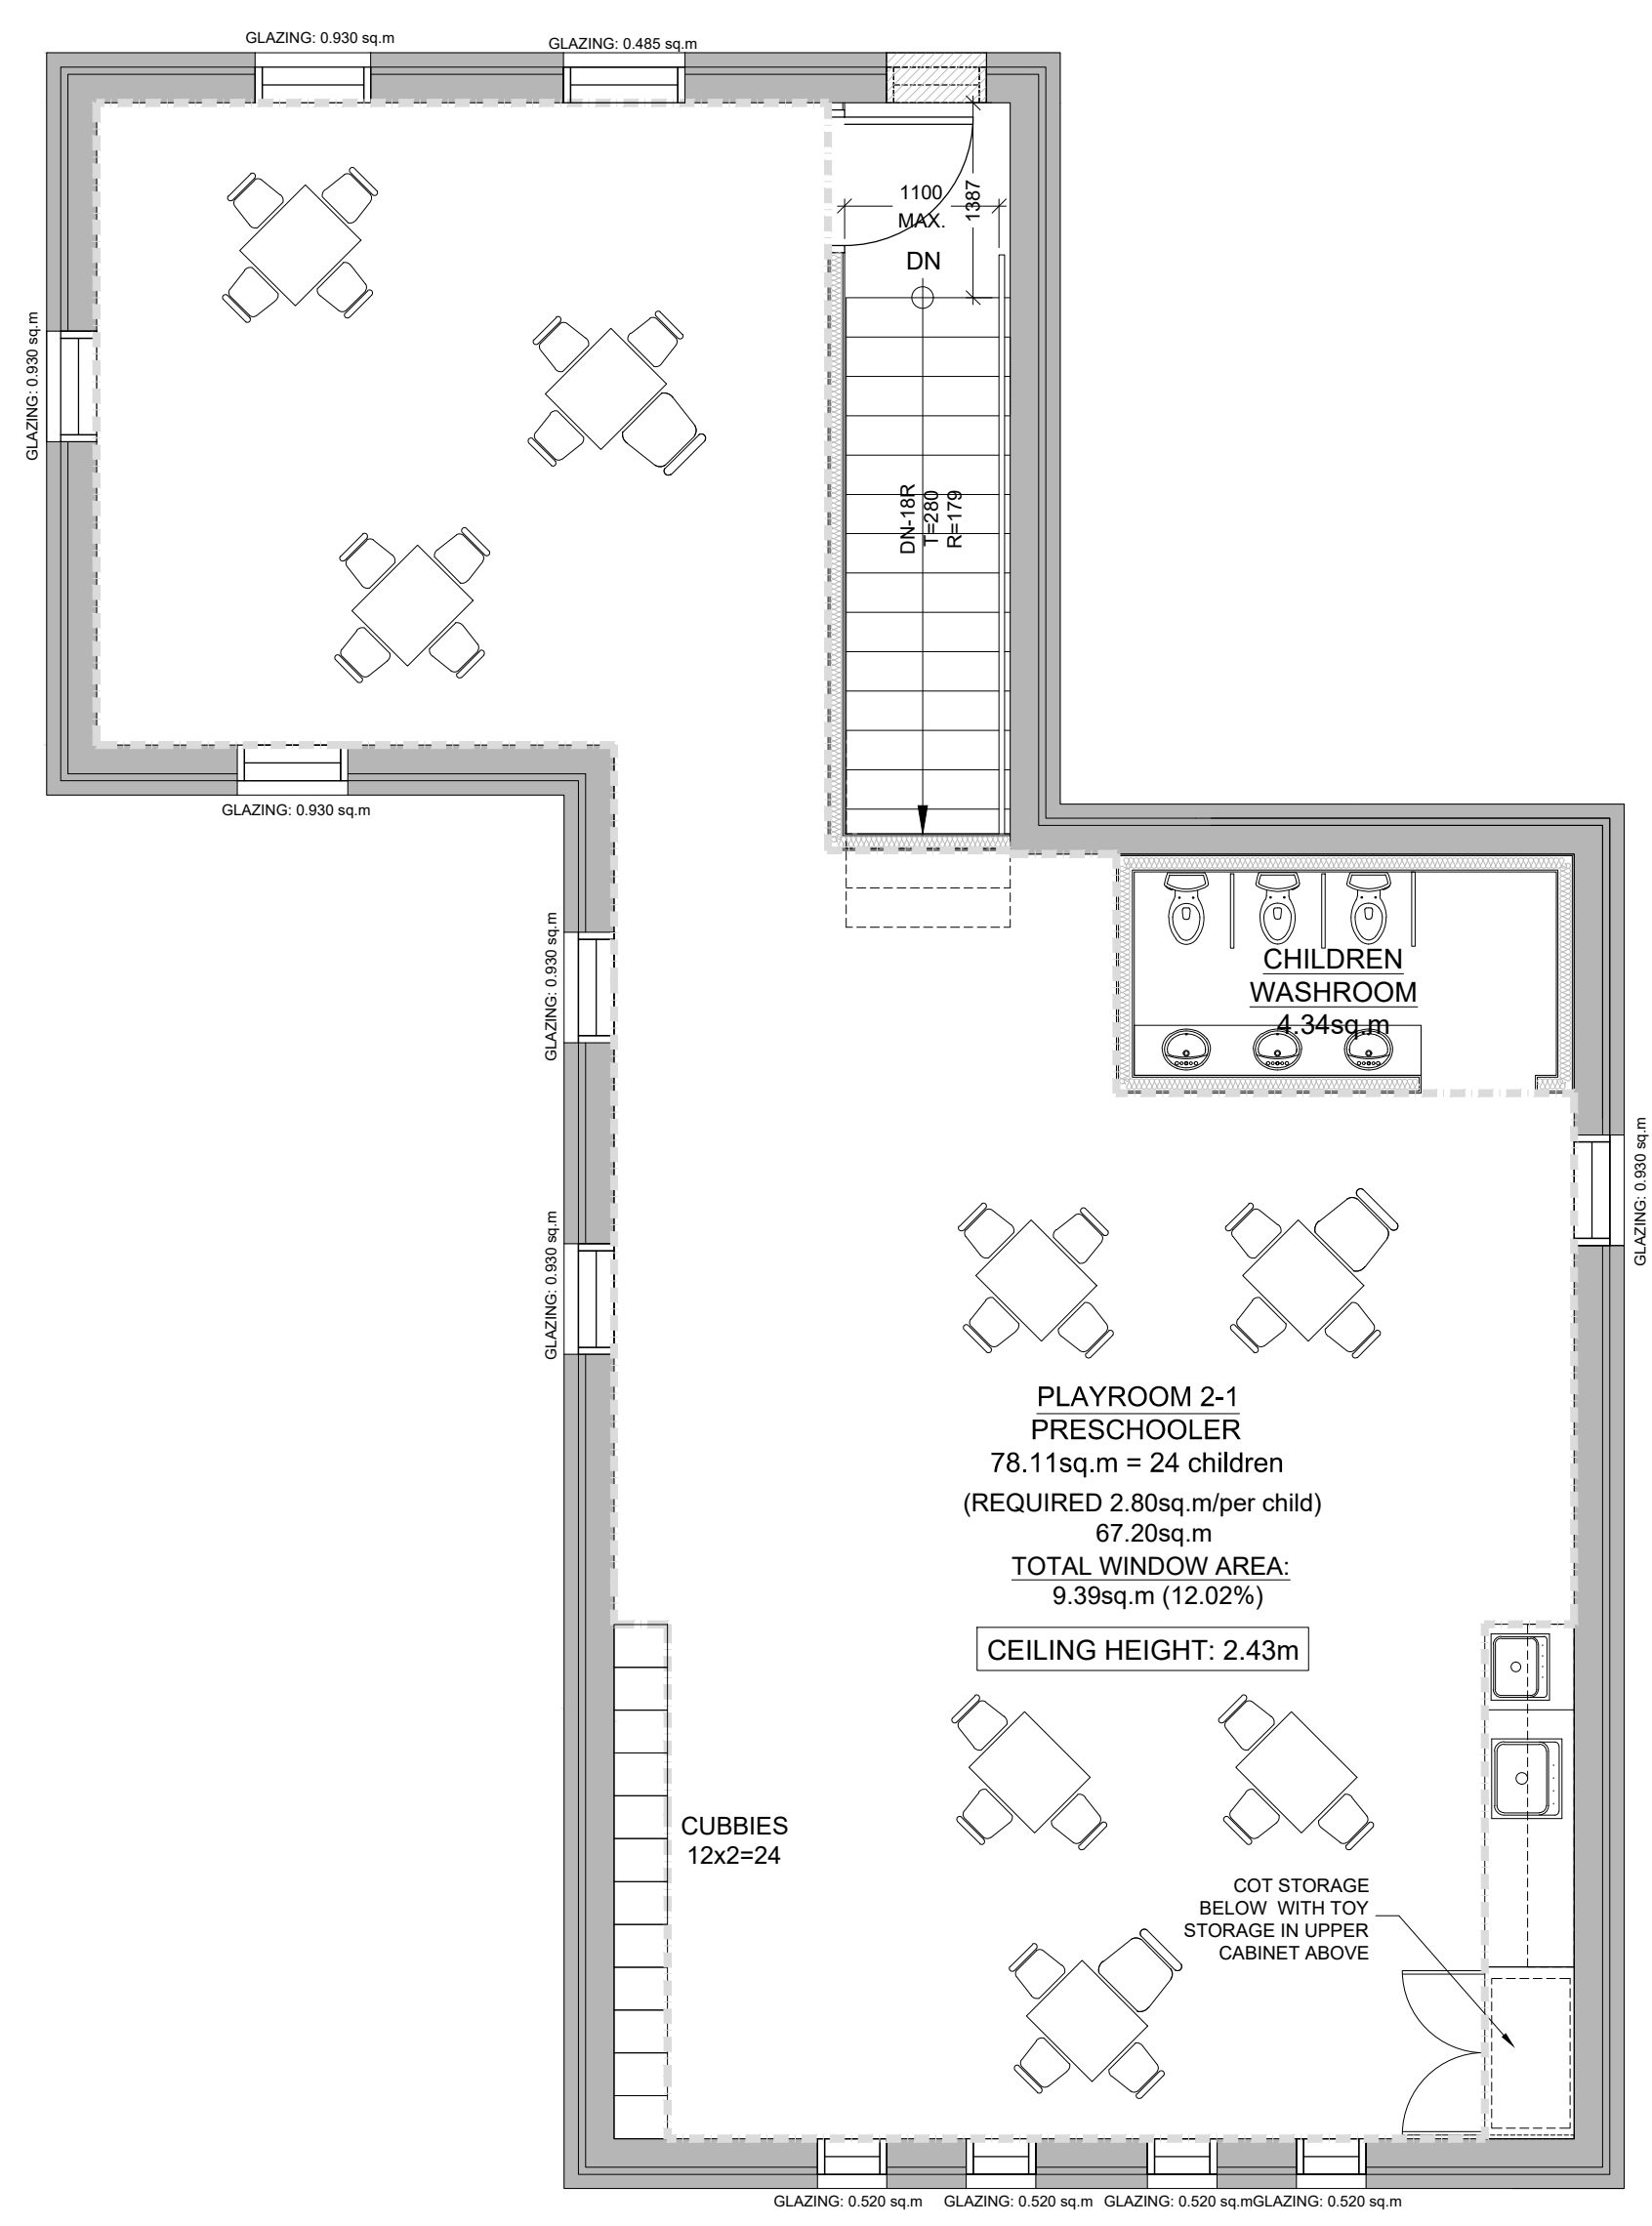 GLAZING: 0.930 sq.m
GLAZING: 0.485 sq.m
1100
MAX.
1387
DN
GLAZING: 0.930 sq.m
DN-18R
T=280
R=179
GLAZING: 0.930 sq.m
GLAZING: 0.930 sq.m
CHILDREN
WASHROOM
4.34sq.m
GLAZING: 0.930 sq.m
GLAZING: 0.930 sq.m
PLAYROOM 2-1
PRESCHOOLER
78.11sq.m = 24 children
(REQUIRED 2.80sq.m/per child)
67.20sq.m
TOTAL WINDOW AREA:
9.39sq.m (12.02%)
CEILING HEIGHT: 2.43m
CUBBIES
12x2=24
COT STORAGE
BELOW WITH TOY
STORAGE IN UPPER
CABINET ABOVE
GLAZING: 0.520 sq.m
GLAZING: 0.520 sq.m
GLAZING: 0.520 sq.m
GLAZING: 0.520 sq.m